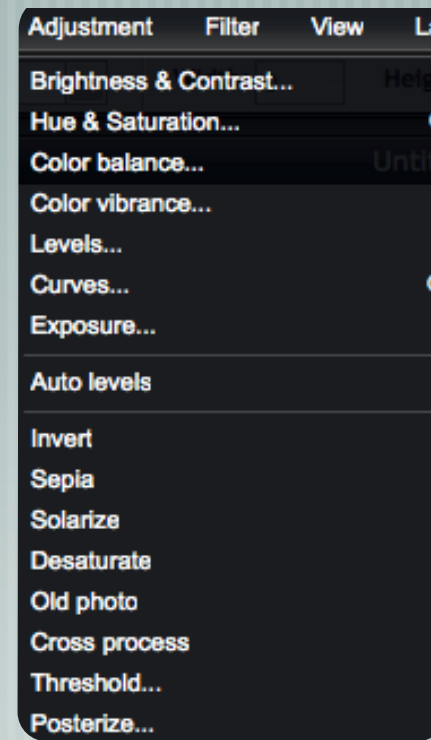 Adjustment Filter View
Brightness & Contrast...
Hue & Saturation...
Color balance...
Color vibrance...
Levels...
Curves...
Exposure...
Auto levels
Invert
Sepia
Solarize
Desaturate
Old photo
Cross process
Threshold...
Posterize...